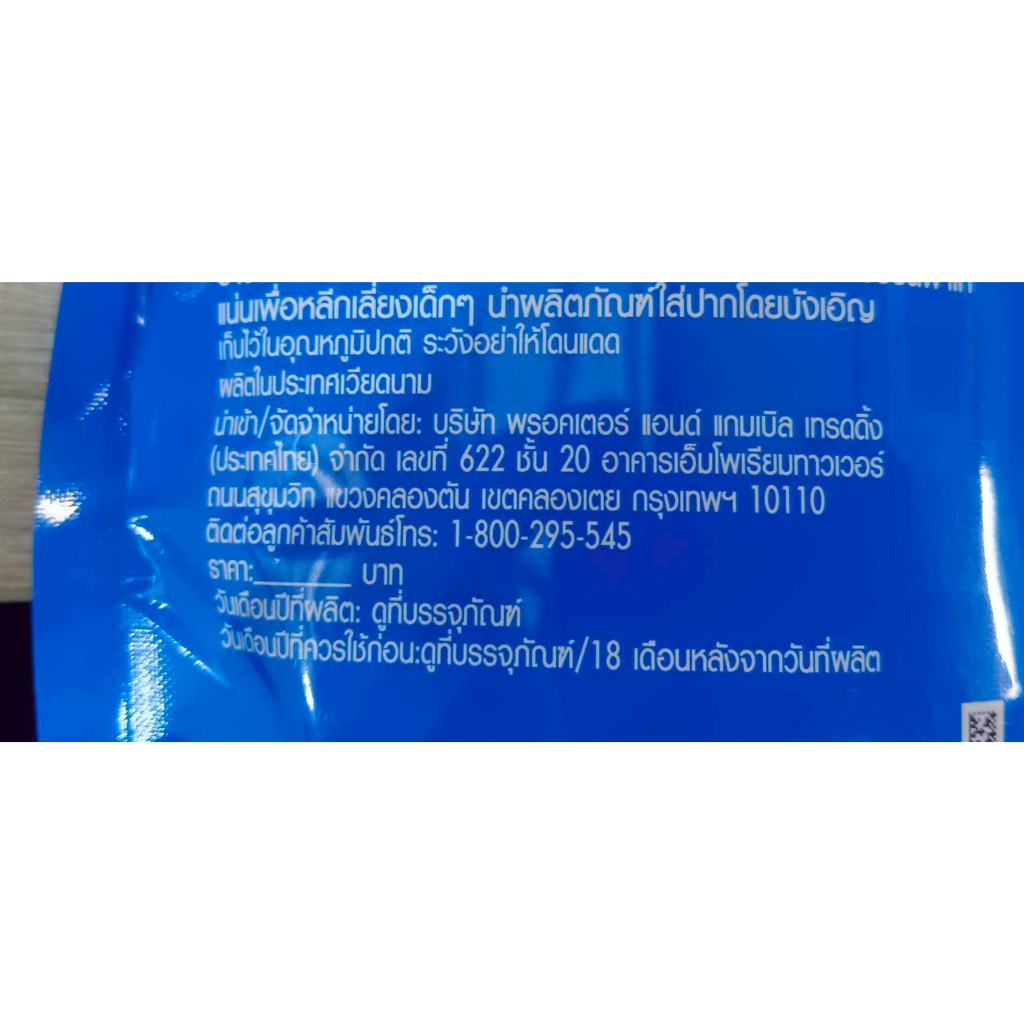 แน่นเพื่อหลีกเลี่ยงเด็กๆ นำผลิตภัณฑ์ใส่ปากโดยบังเอิญ
เก็บไว้ในอุณหภูมิปกติ ระวังอย่าให้โดนแดด
ผลิตในประเทศเวียดนาม
นำเข้า/จัดจำหน่ายโดย: บริษัท พรอคเตอร์ แอนด์ แกมเบิล เทรดดิ้ง
(ประเทศไทย) จำกัด เลขที่ 622 ชั้น 20 อาคารเอ็มโพเรียมทาวเวอร์
ถนนสุขุมวิท แขวงคลองตัน เขตคลองเตย กรุงเทพฯ 10110
ติดต่อลูกค้าสัมพันธ์โทร: 1-800-295-545
ราคา:______ บาท
วันเดือนปีที่ผลิต: ดูที่บรรจุภัณฑ์
วันเดือนปีที่ควรใช้ก่อน:ดูที่บรรจุภัณฑ์/18 เดือนหลังจากวันที่ผลิต